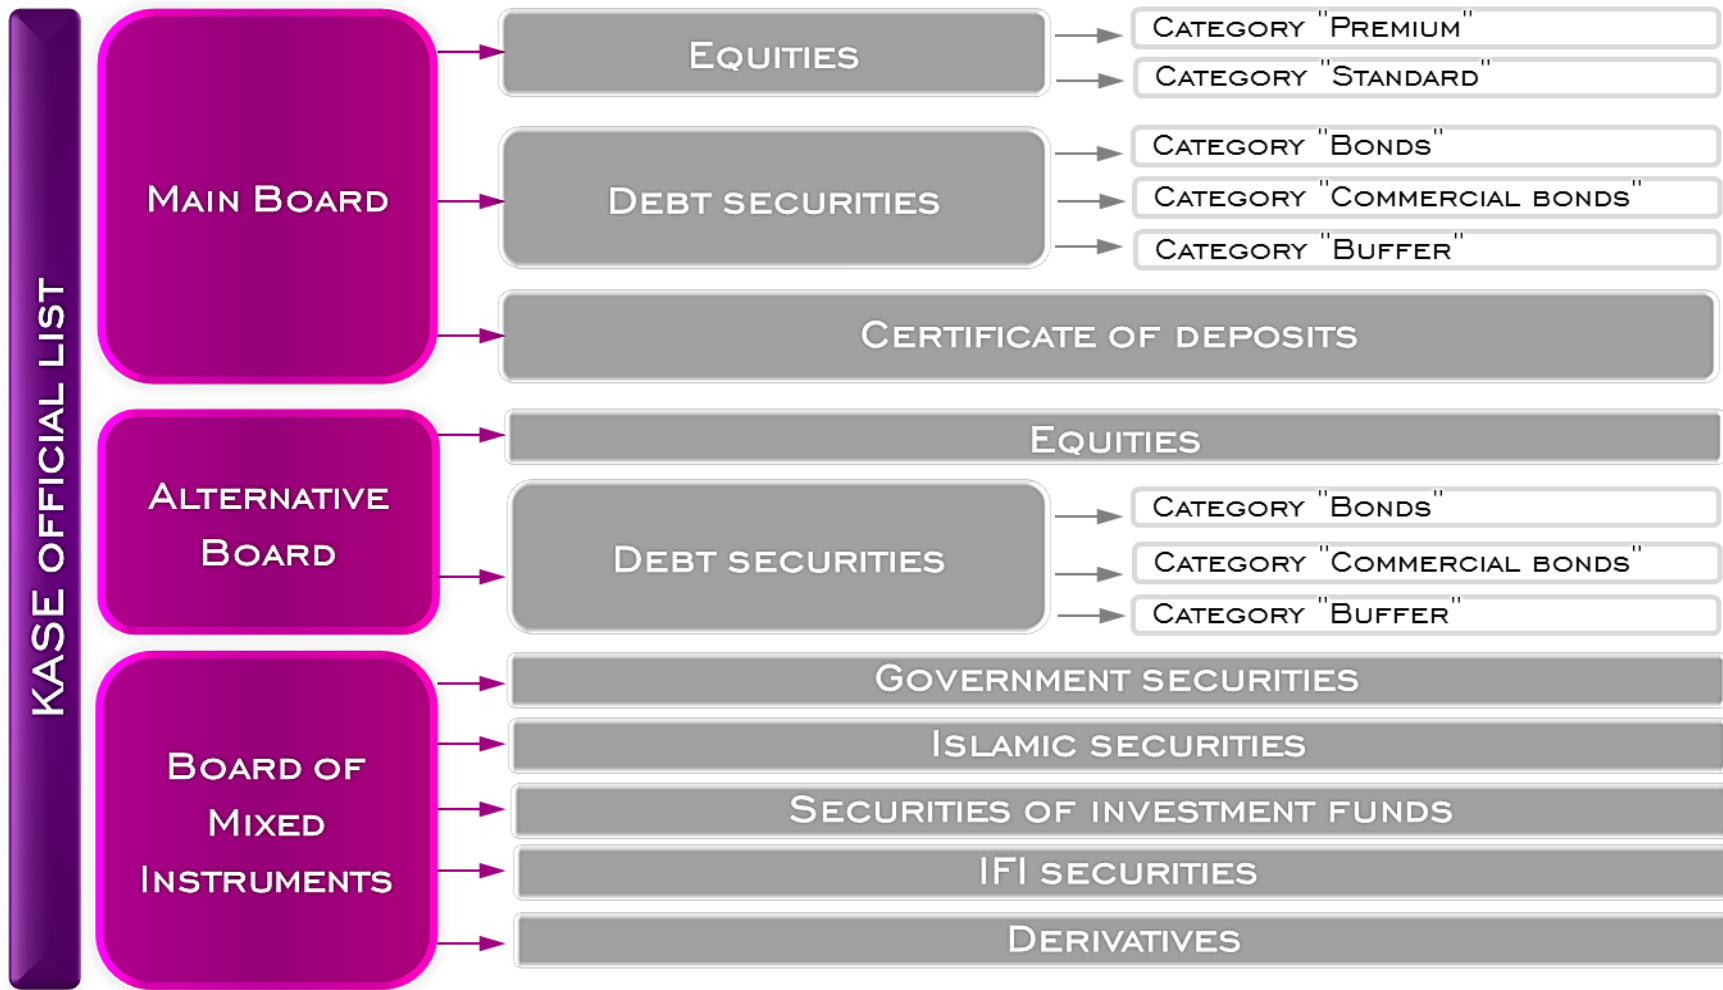 KASE OFFICIAL LIST
MAIN BOARD
EQUITIES
CATEGORY "PREMIUM"
CATEGORY "STANDARD"
DEBT SECURITIES
CATEGORY "BONDS"
CATEGORY "COMMERCIAL BONDS"
CATEGORY "BUFFER"
CERTIFICATE OF DEPOSITS
ALTERNATIVE
BOARD
EQUITIES
DEBT SECURITIES
CATEGORY "BONDS"
CATEGORY "COMMERCIAL BONDS"
CATEGORY "BUFFER"
BOARD OF
MIXED
INSTRUMENTS
GOVERNMENT SECURITIES
ISLAMIC SECURITIES
SECURITIES OF INVESTMENT FUNDS
IFI SECURITIES
DERIVATIVES